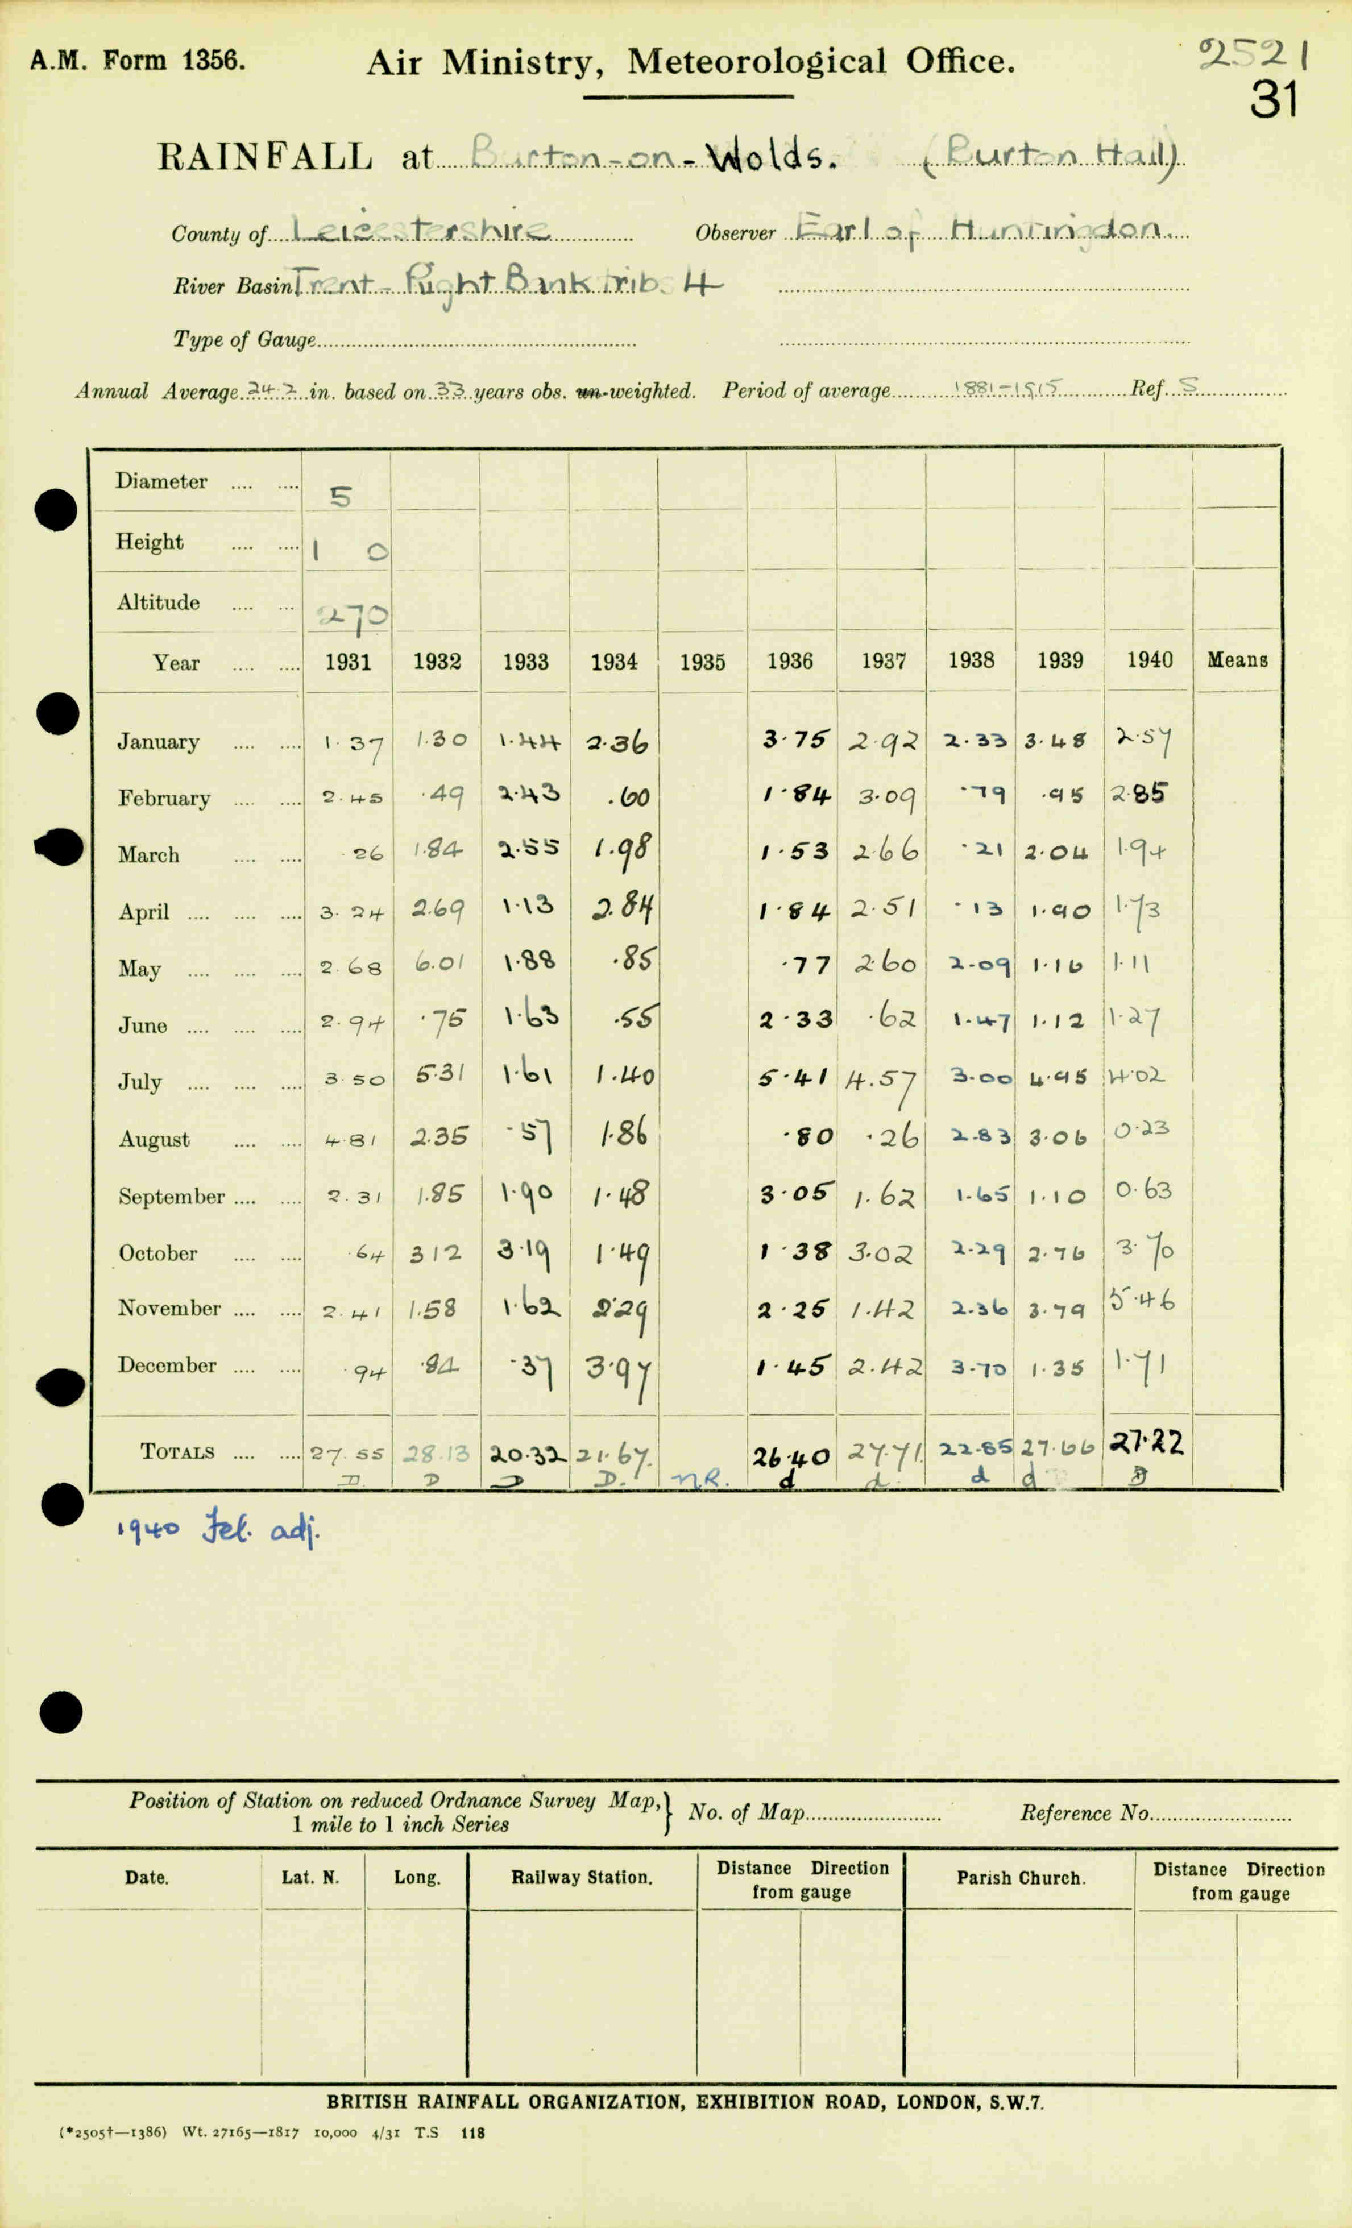 A.M. Form 1356.
Air Ministry, Meteorological Office.
2521
31
RAINFALL at Burton-on-Wolds. (Burton Hall)
County of Leicestershire Observer Earl of Huntingdon.
River Basin Trent - Right Bank tribs 4
Type of Gauge
Annual Average 24.2 in. based on 33 years obs. un-weighted. Period of average 1881-1915 Ref. S
Diameter .... .... 5
Height .... .... 1 0
Altitude .... .... 270
Year .... .... 1931 1932 1933 1934 1935 1936 1937 1938 1939 1940 Means
January .... .... 1.37 1.30 1.44 2.36 3.75 2.92 2.33 3.48 2.57
February .... .... 2.45 .49 2.43 .60 1.84 3.09 .79 .95 2.85
March .... .... .26 1.84 2.55 1.98 1.53 2.66 .21 2.04 1.94
April .... .... .... 3.24 2.69 1.13 2.84 1.84 2.51 .13 1.90 1.73
May .... .... .... 2.68 6.01 1.88 .85 .77 2.60 2.09 1.16 1.11
June .... .... .... 2.94 .75 1.63 .55 2.33 .62 1.47 1.12 1.27
July .... .... .... 3.50 5.31 1.61 1.40 5.41 4.57 3.00 4.95 4.02
August .... .... 4.81 2.35 .57 1.86 .80 .26 2.83 3.06 0.23
September .... .... 2.31 1.85 1.90 1.48 3.05 1.62 1.65 1.10 0.63
October .... .... .64 3.12 3.19 1.49 1.38 3.02 2.29 2.76 3.70
November .... .... 2.41 1.58 1.62 2.29 2.25 1.42 2.36 3.79 5.46
December .... .... .94 .84 .37 3.97 1.45 2.42 3.70 1.35 1.71
TOTALS .... .... 27.55 28.13 20.32 21.67. 26.40 27.71. 22.85 27.66 27.22
D. D D D. N.R. d d. d d D
1940 Feb. adj.
Position of Station on reduced Ordnance Survey Map,} No. of Map Reference No.
1 mile to 1 inch Series
Date. Lat. N. Long. Railway Station. Distance Direction from gauge Parish Church. Distance Direction from gauge
BRITISH RAINFALL ORGANIZATION, EXHIBITION ROAD, LONDON, S.W.7.
(*2505†—1386) Wt. 27165—1817 10,000 4/31 T.S 118